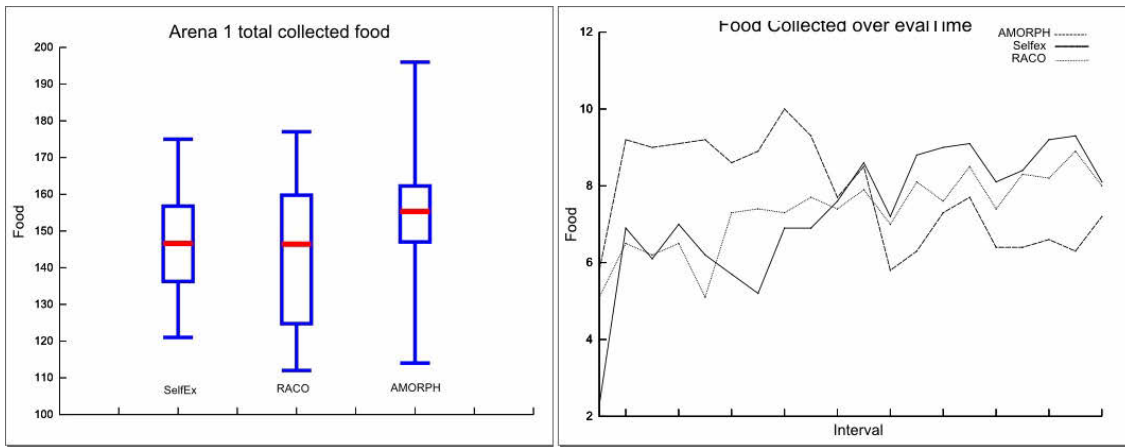 Arena 1 total collected food
200
190
180
170
160
150
140
130
120
110
100
Food
SelfEx
RACO
AMORPH
Food Collected over evalTime
AMORPH
Selfex
RACO
12
10
8
6
4
2
Food
Interval